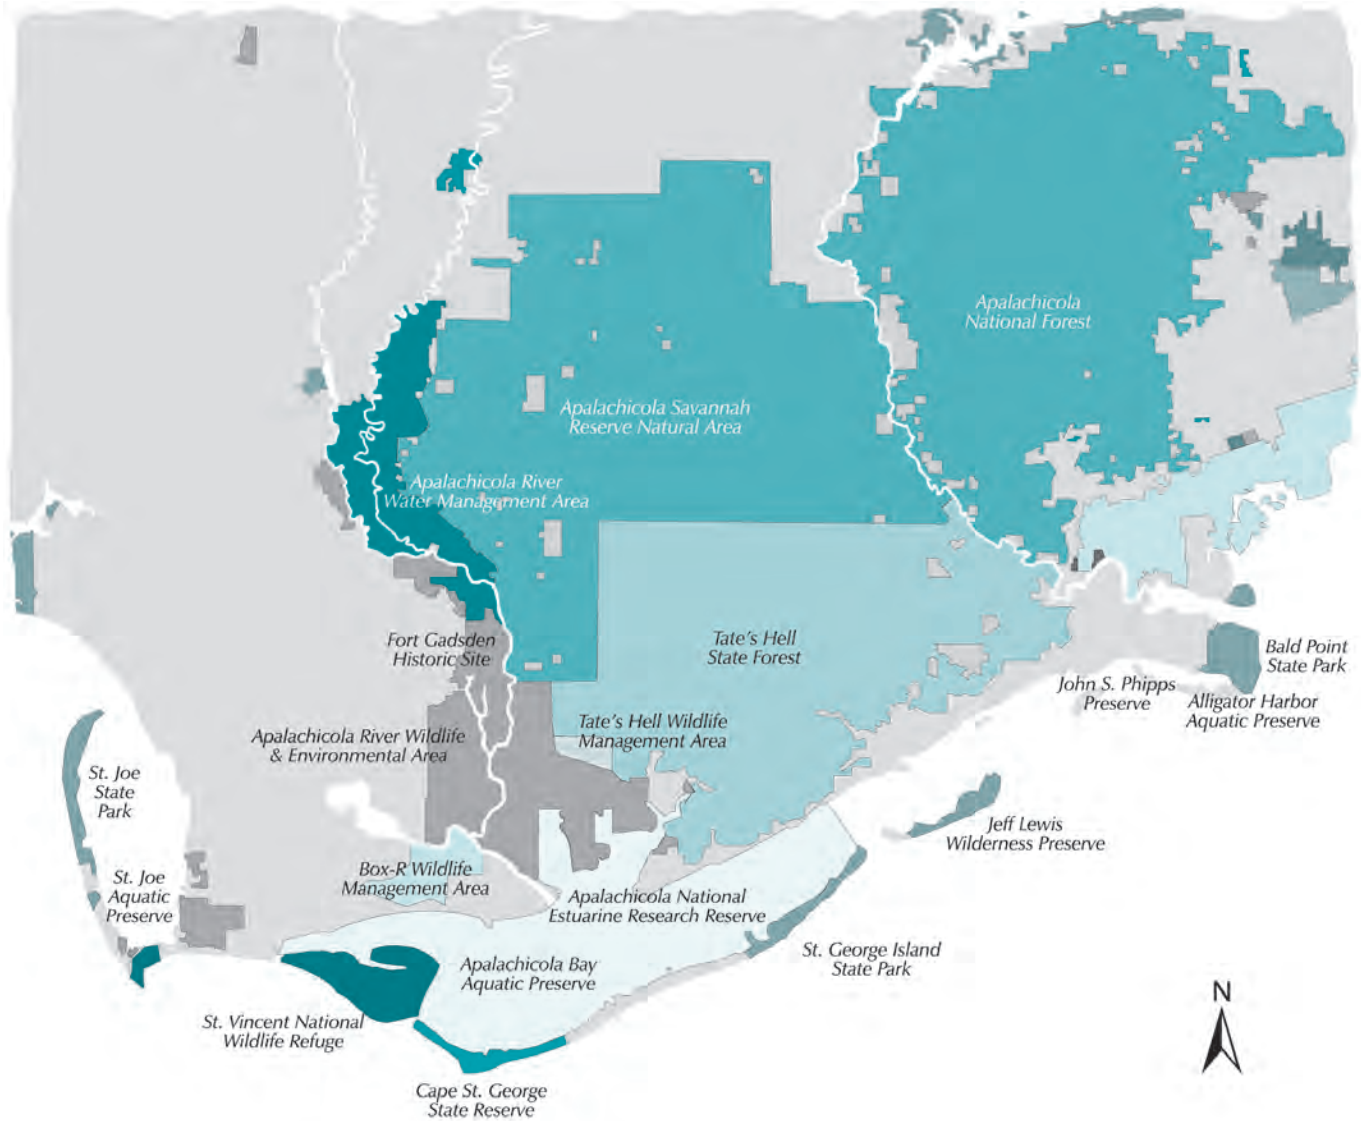 Apalachicola
National Forest
Apalachicola Savannah
Reserve Natural Area
Apalachicola River
Water Management Area
Fort Gadsden
Historic Site
Tate's Hell
State Forest
Bald Point
State Park
John S. Phipps
Preserve
Alligator Harbor
Aquatic Preserve
Apalachicola River Wildlife
& Environmental Area
Tate's Hell Wildlife
Management Area
St. Joe
State
Park
Jeff Lewis
Wilderness Preserve
St. Joe
Aquatic
Preserve
Box-R Wildlife
Management Area
Apalachicola National
Estuarine Research Reserve
St. George Island
State Park
Apalachicola Bay
Aquatic Preserve
St. Vincent National
Wildlife Refuge
Cape St. George
State Reserve
N